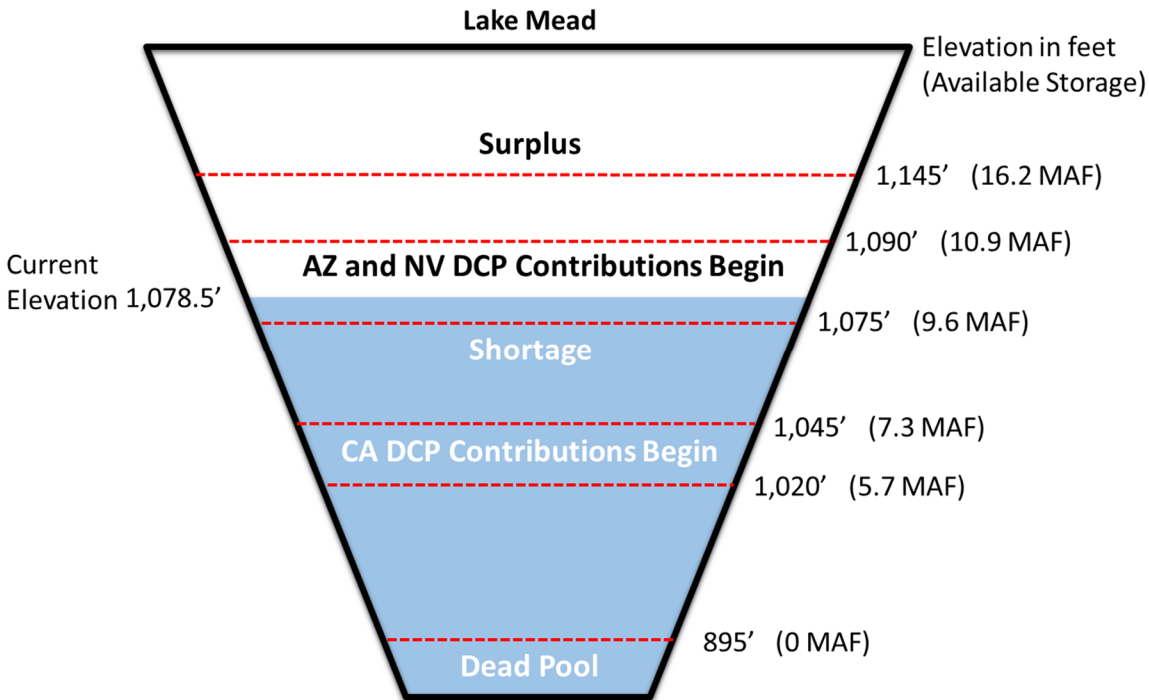 Lake Mead
Elevation in feet
(Available Storage)
Surplus
1,145’ (16.2 MAF)
1,090’ (10.9 MAF)
AZ and NV DCP Contributions Begin
Current
Elevation 1,078.5’
1,075’ (9.6 MAF)
Shortage
1,045’ (7.3 MAF)
CA DCP Contributions Begin
1,020’ (5.7 MAF)
895’ (0 MAF)
Dead Pool